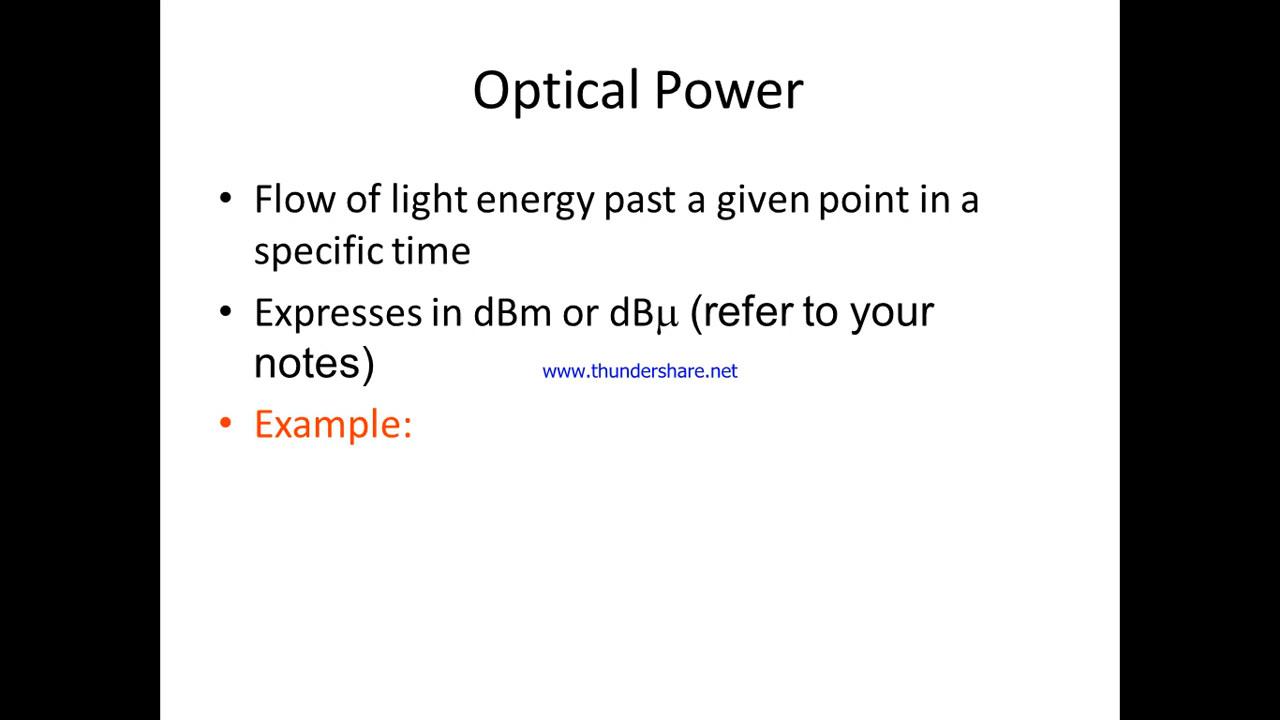 Optical Power
• Flow of light energy past a given point in a
specific time
• Expresses in dBm or dBμ (refer to your
notes)
www.thundershare.net
• Example: